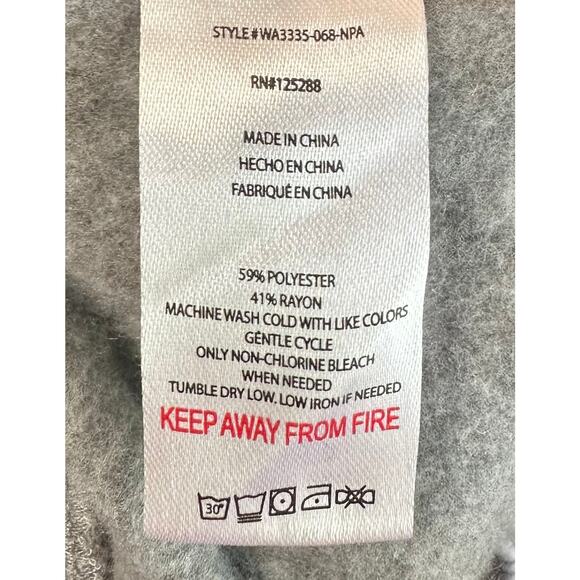 STYLE#WA3335-068-NPA
RN#125288
MADE IN CHINA
HECHO EN CHINA
FABRIQUÉ EN CHINA
59% POLYESTER
41% RAYON
MACHINE WASH COLD WITH LIKE COLORS
GENTLE CYCLE
ONLY NON-CHLORINE BLEACH
WHEN NEEDED
TUMBLE DRY LOW. LOW IRON IF NEEDED
KEEP AWAY FROM FIRE
30°